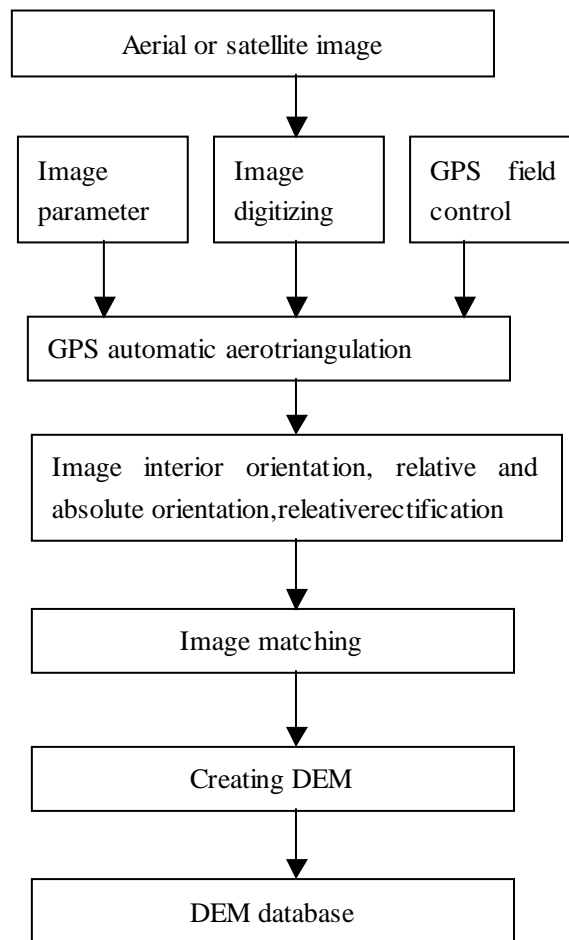 Aerial or satellite image
Image
parameter
Image
digitizing
GPS field
control
GPS automatic aerotriangulation
Image interior orientation, relative and
absolute orientation,releativerectification
Image matching
Creating DEM
DEM database